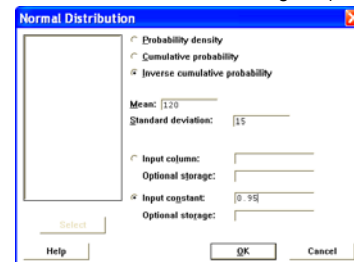 Normal Distribution
Probability density
Cumulative probability
Inverse cumulative probability
Mean: 120
Standard deviation: 15
Input column:
Optional storage:
Input constant: 0.95
Optional storage:
Select
Help OK Cancel